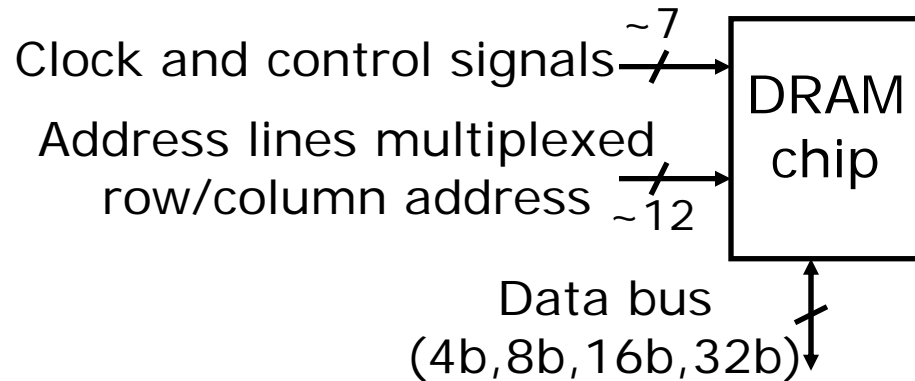 ~7
Clock and control signals
DRAM
chip
Address lines multiplexed
row/column address
~12
Data bus
(4b,8b,16b,32b)